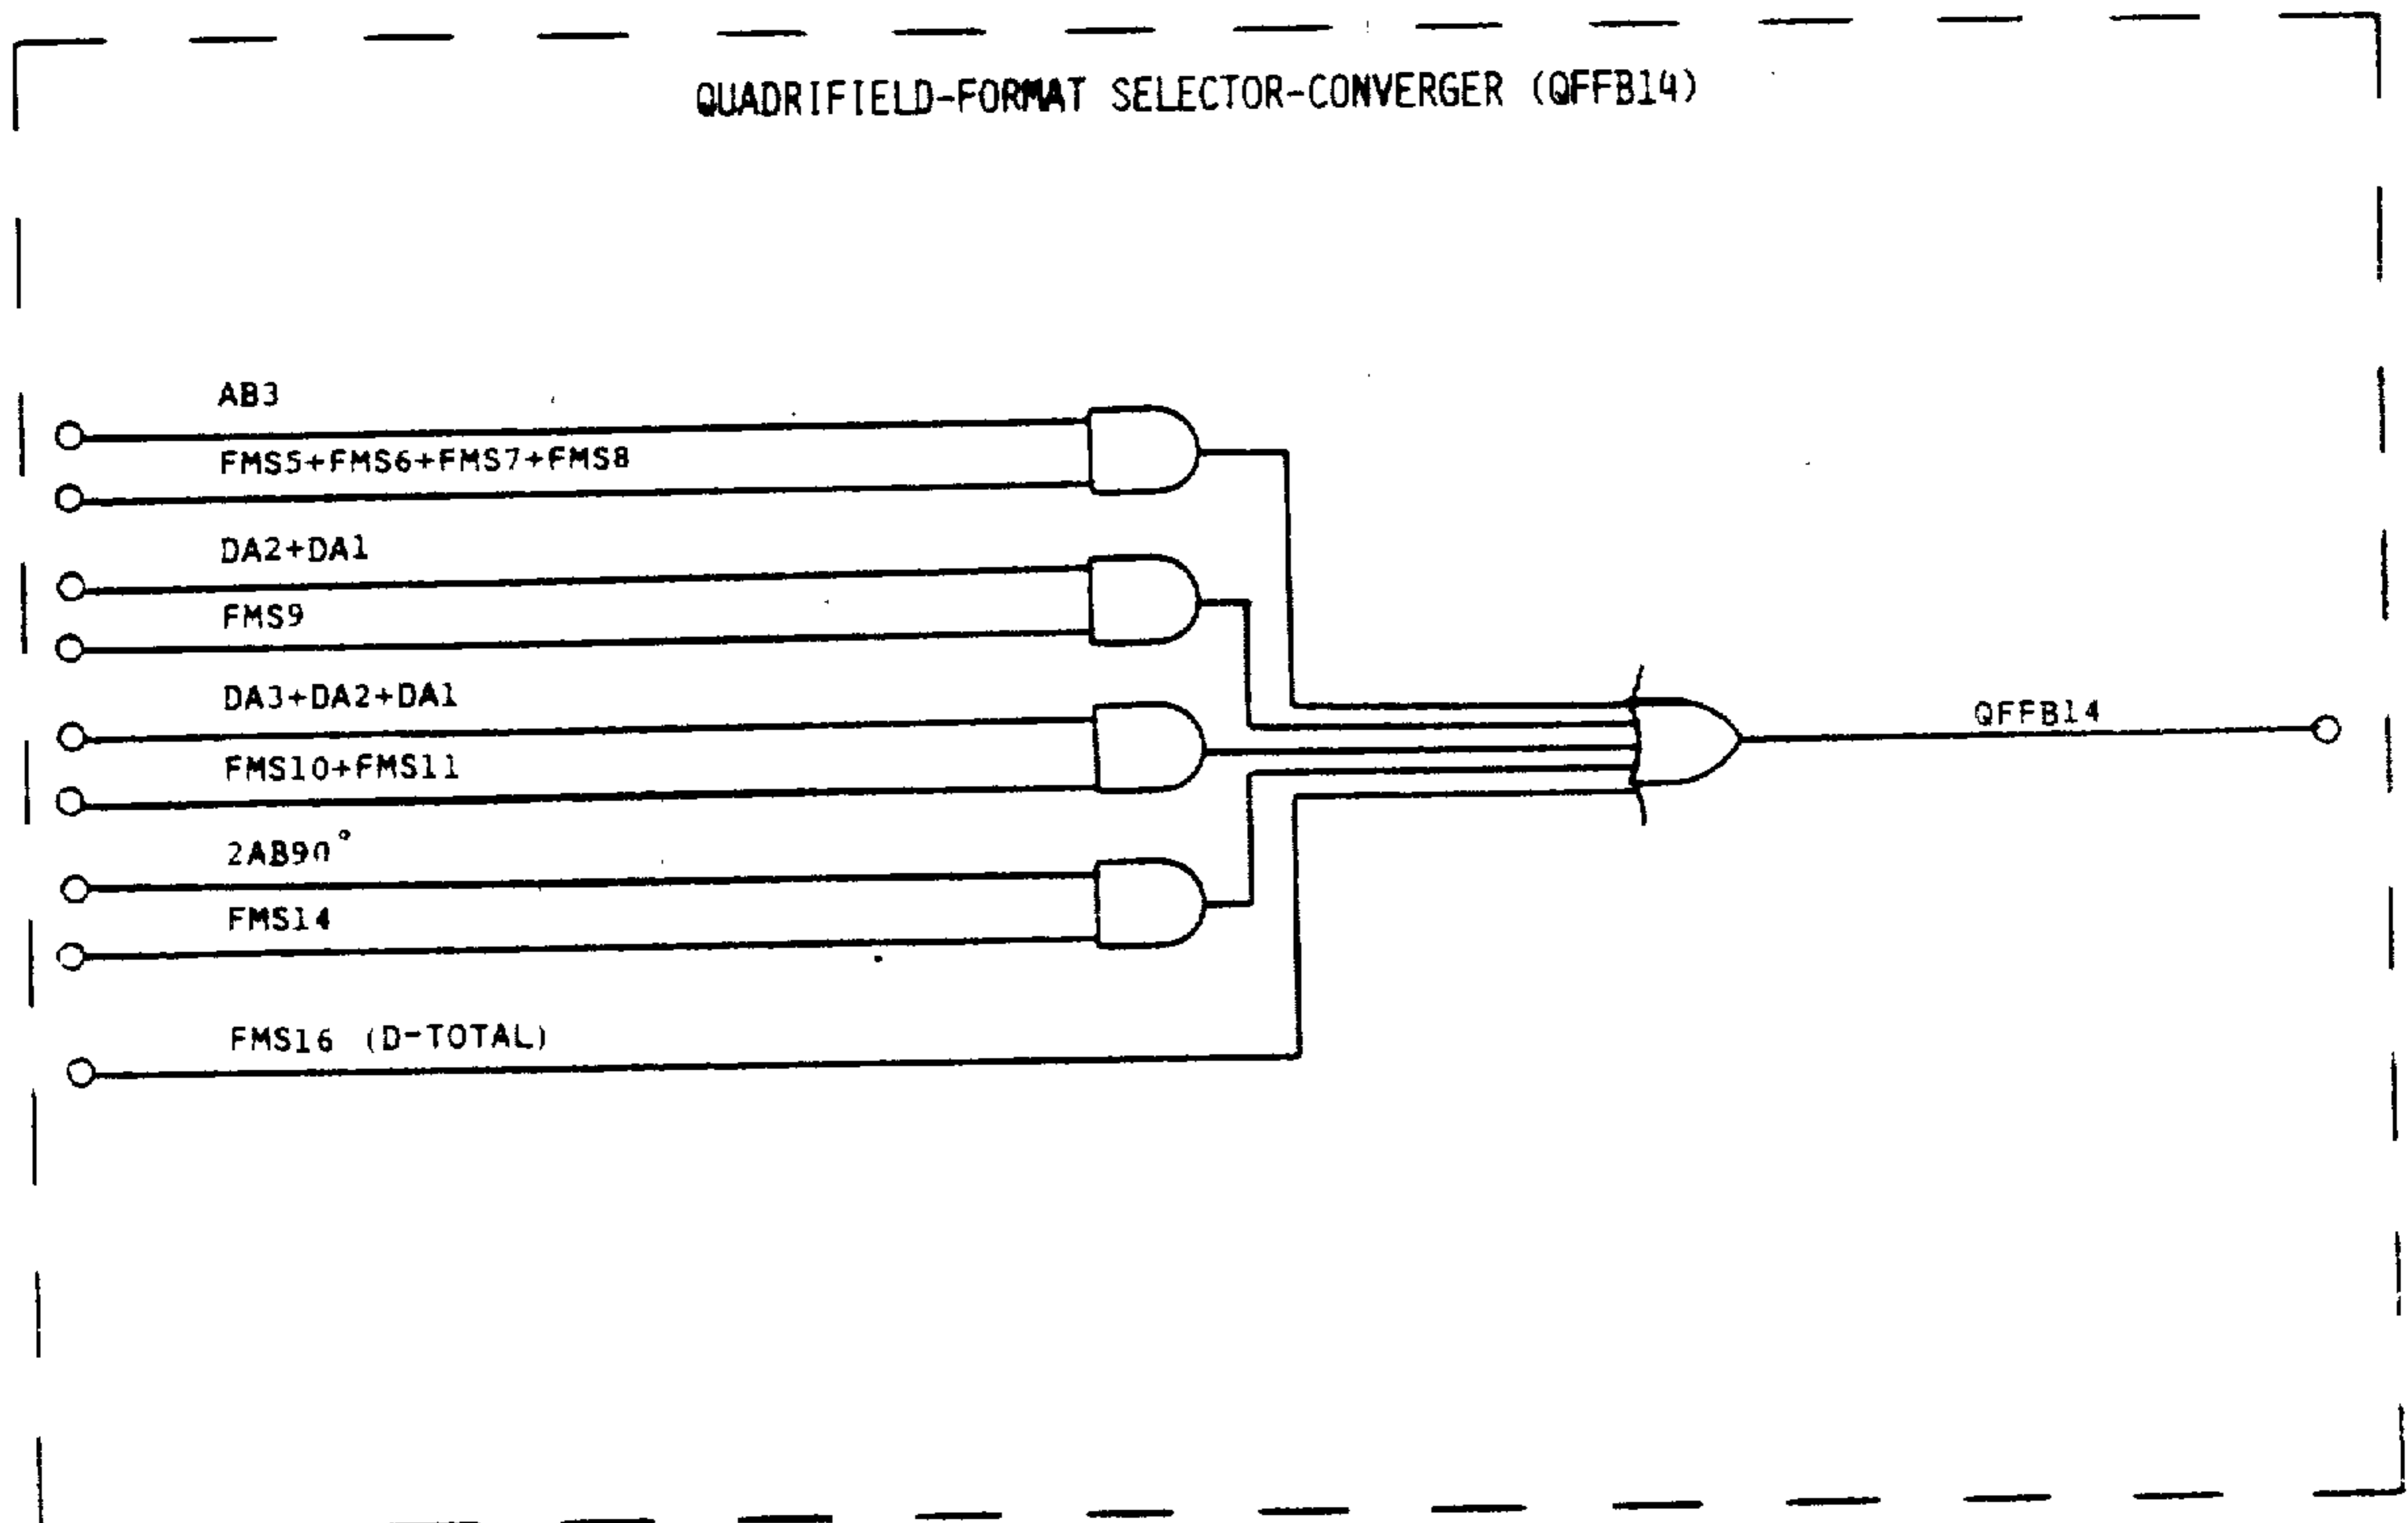 QUADRIFIELD-FORMAT SELECTOR-CONVERGER (QFFB14)
AB3
FMS5+FMS6+FMS7+FMS8
DA2+DA1
FMS9
DA3+DA2+DA1
FMS10+FMS11
2AB90°
FMS14
FMS16 (D-TOTAL)
QFFB14